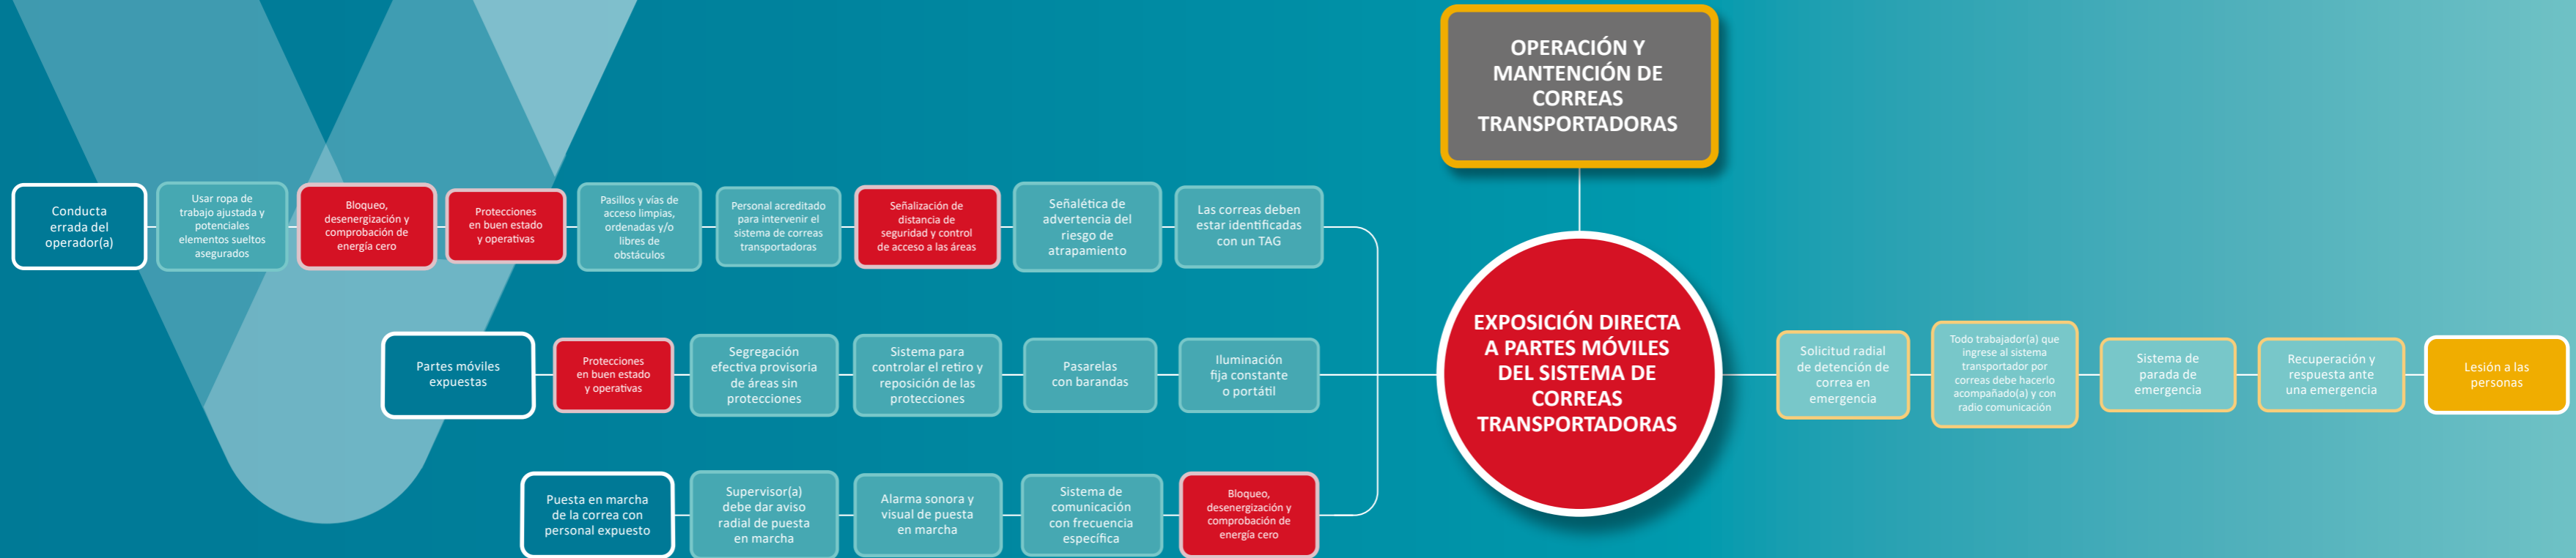 OPERACIÓN Y
MANTENCIÓN DE
CORREAS
TRANSPORTADORAS
Conducta
errada del
operador(a)
Usar ropa de
trabajo ajustada y
potenciales
elementos sueltos
asegurados
Bloqueo,
desenergización y
comprobación de
energía cero
Protecciones
en buen estado
y operativas
Pasillos y vías de
acceso limpias,
ordenadas y/o
libres de
obstáculos
Personal acreditado
para intervenir el
sistema de correas
transportadoras
Señalización de
distancia de
seguridad y control
de acceso a las áreas
Señalética de
advertencia del
riesgo de
atrapamiento
Las correas deben
estar identificadas
con un TAG
Partes móviles
expuestas
Protecciones
en buen estado
y operativas
Segregación
efectiva provisoria
de áreas sin
protecciones
Sistema para
controlar el retiro y
reposición de las
protecciones
Pasarelas
con barandas
Iluminación
fija constante
o portátil
Puesta en marcha
de la correa con
personal expuesto
Supervisor(a)
debe dar aviso
radial de puesta
en marcha
Alarma sonora y
visual de puesta
en marcha
Sistema de
comunicación
con frecuencia
específica
Bloqueo,
desenergización y
comprobación de
energía cero
EXPOSICIÓN DIRECTA
A PARTES MÓVILES
DEL SISTEMA DE
CORREAS
TRANSPORTADORAS
Solicitud radial
de detención de
correa en
emergencia
Todo trabajador(a) que
ingrese al sistema
transportador por
correas debe hacerlo
acompañado(a) y con
radio comunicación
Sistema de
parada de
emergencia
Recuperación y
respuesta ante
una emergencia
Lesión a las
personas